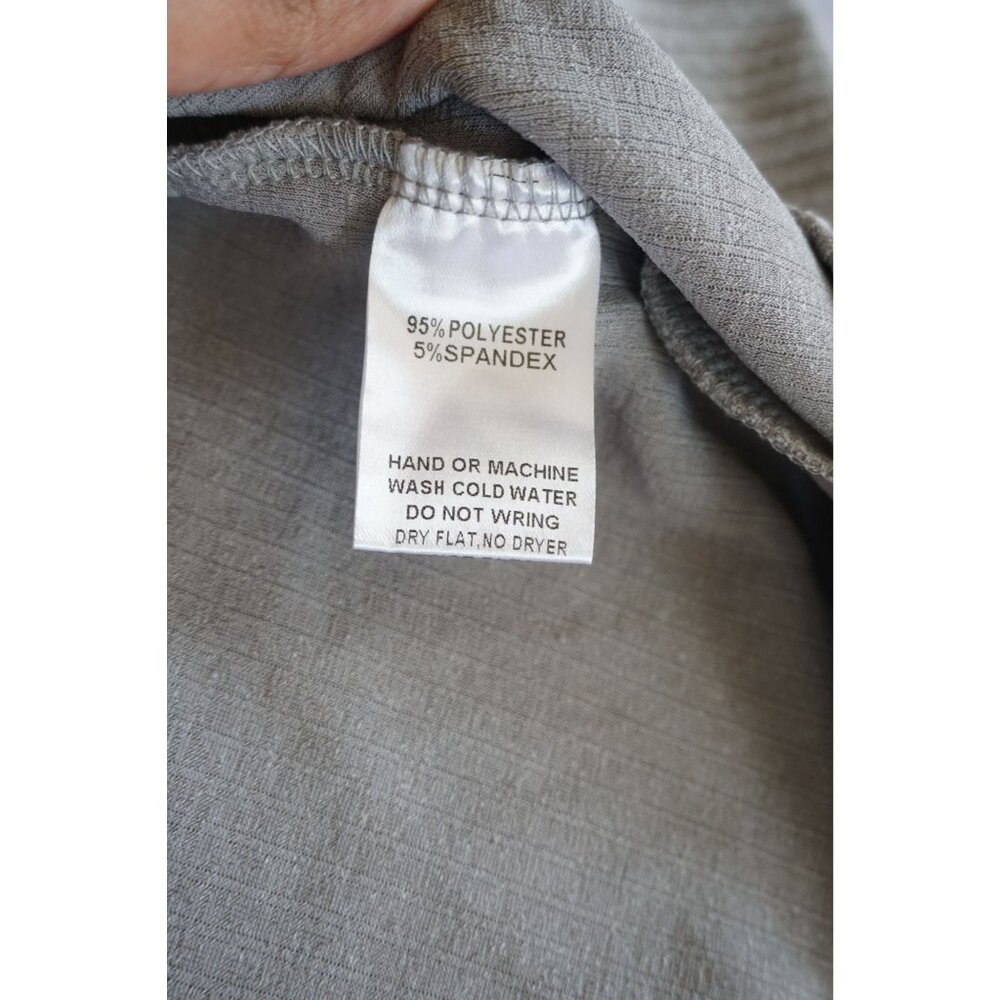 95%POLYESTER
5%SPANDEX
HAND OR MACHINE
WASH COLD WATER
DO NOT WRING
DRY FLAT,NO DRYER